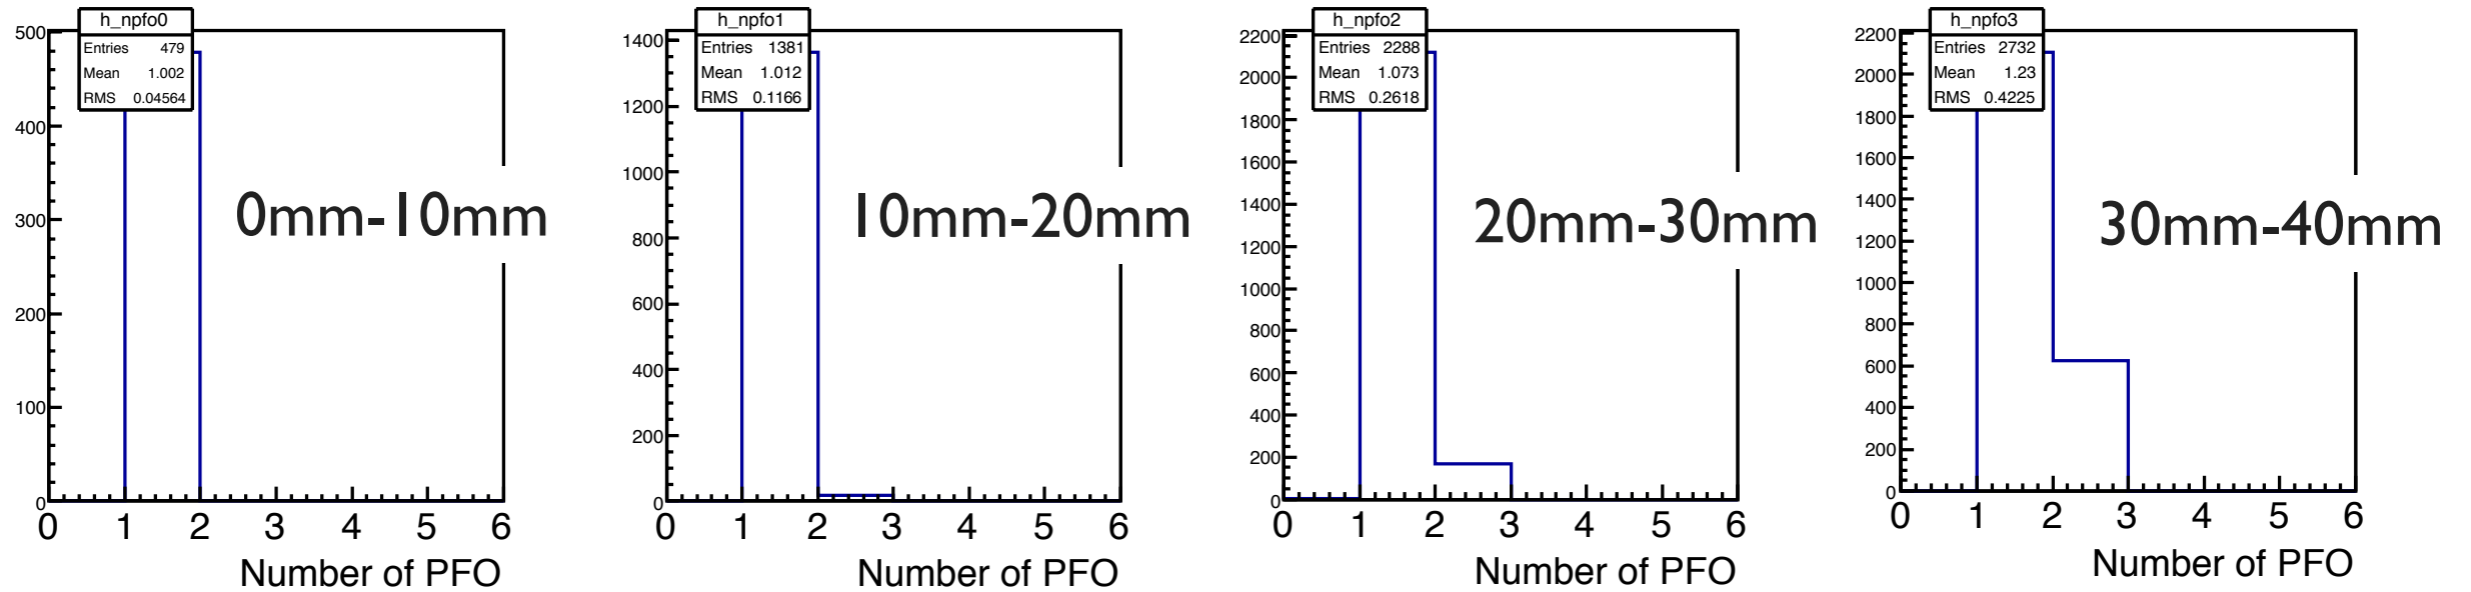 h_npfo0
Entries 479
Mean 1.002
RMS 0.04564
500
400
300
200
100
0
0mm-10mm
0 1 2 3 4 5 6
Number of PFO
h_npfo1
Entries 1381
Mean 1.012
RMS 0.1166
1400
1200
1000
800
600
400
200
0
10mm-20mm
0 1 2 3 4 5 6
Number of PFO
h_npfo2
Entries 2288
Mean 1.073
RMS 0.2618
2200
2000
1800
1600
1400
1200
1000
800
600
400
200
0
20mm-30mm
0 1 2 3 4 5 6
Number of PFO
h_npfo3
Entries 2732
Mean 1.23
RMS 0.4225
2200
2000
1800
1600
1400
1200
1000
800
600
400
200
0
30mm-40mm
0 1 2 3 4 5 6
Number of PFO